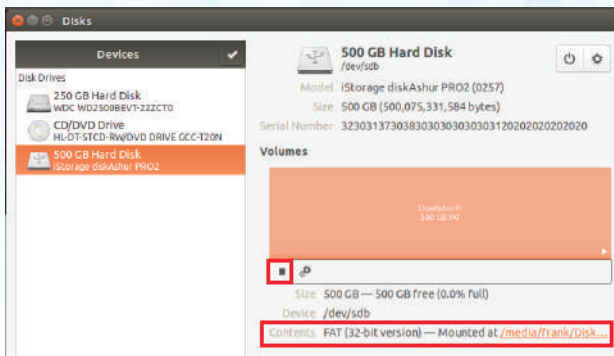 Disks
Devices
Disk Drives
250 GB Hard Disk
WDC WD2500BEVT-22ZCT0
CD/DVD Drive
HL-DT-STCD-RW/DVD DRIVE GCC-T20N
500 GB Hard Disk
iStorage diskAshur PRO2
500 GB Hard Disk
/dev/sdb
Model iStorage diskAshur PRO2 (0257)
Size 500 GB (500,075,331,584 bytes)
Serial Number
Volumes
500 GB FAT
Size 500 GB — 500 GB free (0.0% full)
Device /dev/sdb
Contents FAT (32-bit version) — Mounted at /media/frank/Disk...